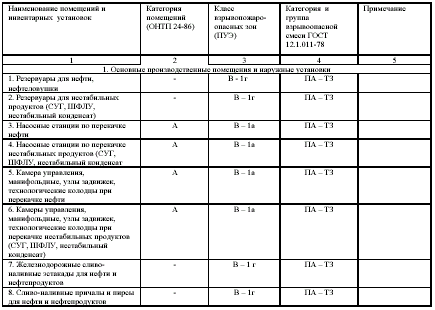 Наименование помещений и
инвентарных установок
Категория
помещений
(ОНТП 24-86)
Класс
взрывопожаро-
опасных зон
(ПУЭ)
Категория и
группа
взрывоопасной
смеси ГОСТ
12.1.011-78
Примечание
1
2
3
4
5
1. Основные производственные помещения и наружные установки
1. Резервуары для нефти,
нефтеловушки
-
В - 1г
ПА – Т3
2. Резервуары для нестабильных
продуктов (СУГ, ШФЛУ,
нестабильный конденсат)
-
В – 1г
ПА – Т3
3. Насосные станции по перекачке
нефти
А
В – 1а
ПА – Т3
4. Насосные станции по перекачке
нестабильных продуктов (СУГ,
ШФЛУ, нестабильный конденсат
А
В – 1а
ПА – Т3
5. Камера управления,
манифольдные, узлы задвижек,
технологические колодцы при
перекачке нефти
А
В – 1а
ПА – Т3
6. Камеры управления,
манифольдные, узлы задвижек,
технологические колодцы при
перекачке нестабильных продуктов
(СУГ, ШФЛУ, нестабильный
конденсат)
А
В – 1а
ПА – Т3
7. Железнодорожные сливо-
наливные эстакады для нефти и
нефтепродуктов
-
В – 1 г
ПА – Т3
8. Сливо-наливные причалы и пирсы
для нефти и нефтепродуктов
-
В – 1г
ПА – Т3